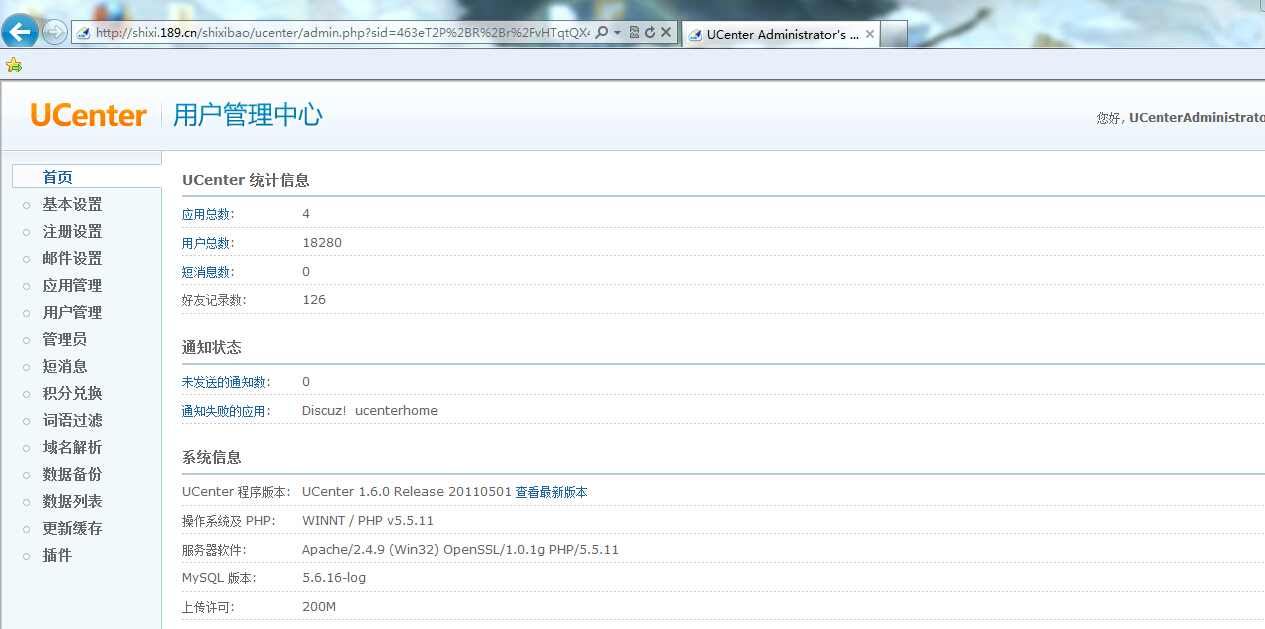 http://shixi.189.cn/shixibao/ucenter/admin.php?sid=463eT2P%2BR%2Br%2FvHTqtQX
UCenter Administrator's ...
UCenter 用户管理中心
您好, UCenterAdministrato
首页
基本设置
注册设置
邮件设置
应用管理
用户管理
管理员
短消息
积分兑换
词语过滤
域名解析
数据备份
数据列表
更新缓存
插件
UCenter 统计信息
应用总数: 4
用户总数: 18280
短消息数: 0
好友记录数: 126
通知状态
未发送的通知数: 0
通知失败的应用: Discuz! ucenterhome
系统信息
UCenter 程序版本: UCenter 1.6.0 Release 20110501 查看最新版本
操作系统及 PHP: WINNT / PHP v5.5.11
服务器软件: Apache/2.4.9 (Win32) OpenSSL/1.0.1g PHP/5.5.11
MySQL 版本: 5.6.16-log
上传许可: 200M